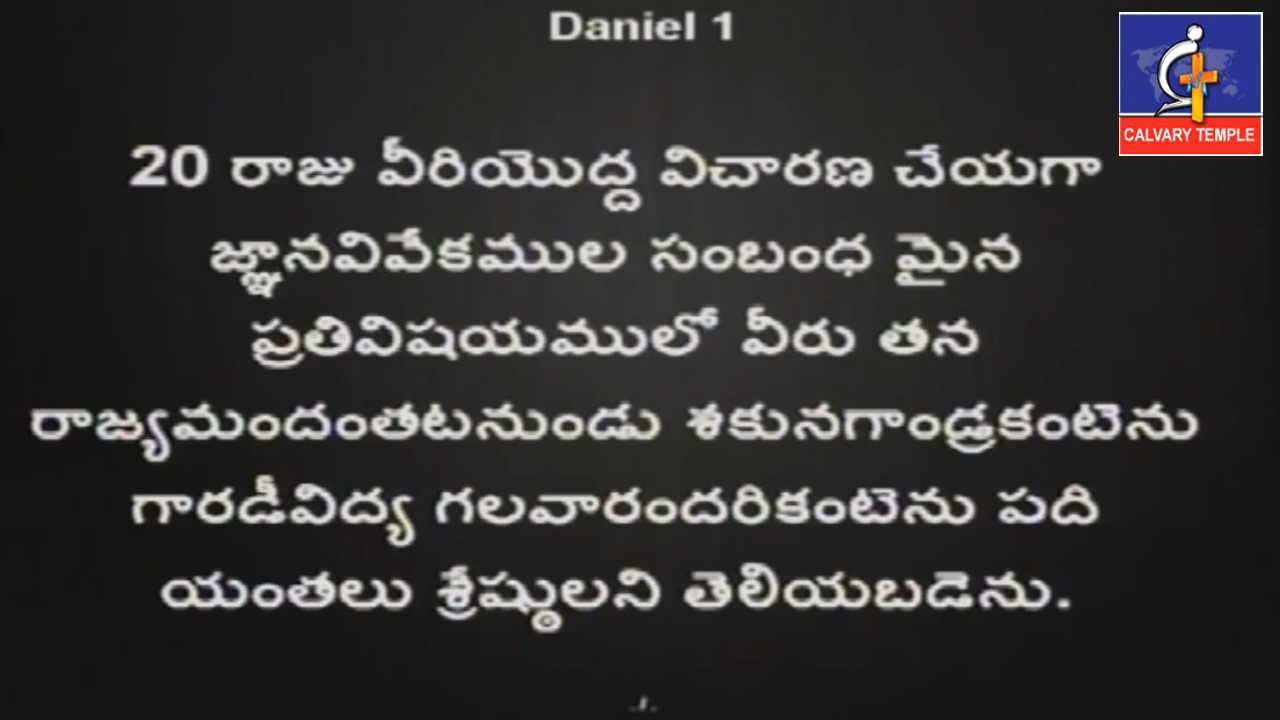 Daniel 1
CALVARY TEMPLE
20 రాజు వీరియొద్ద విచారణ చేయగా
జ్ఞానవివేకముల సంబంధ మైన
ప్రతివిషయములో వీరు తన
రాజ్యమందంతటనుండు శకునగాండ్రకంటెను
గారడీవిద్య గలవారందరికంటెను పది
యంతలు శ్రేష్ఠులని తెలియబడెను.